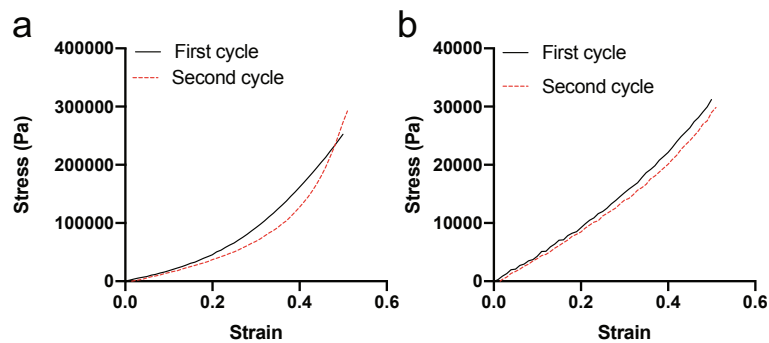 a
First cycle
Second cycle
400000
300000
200000
100000
0
0.0 0.2 0.4 0.6
Stress (Pa)
Strain
b
First cycle
Second cycle
40000
30000
20000
10000
0
0.0 0.2 0.4 0.6
Stress (Pa)
Strain